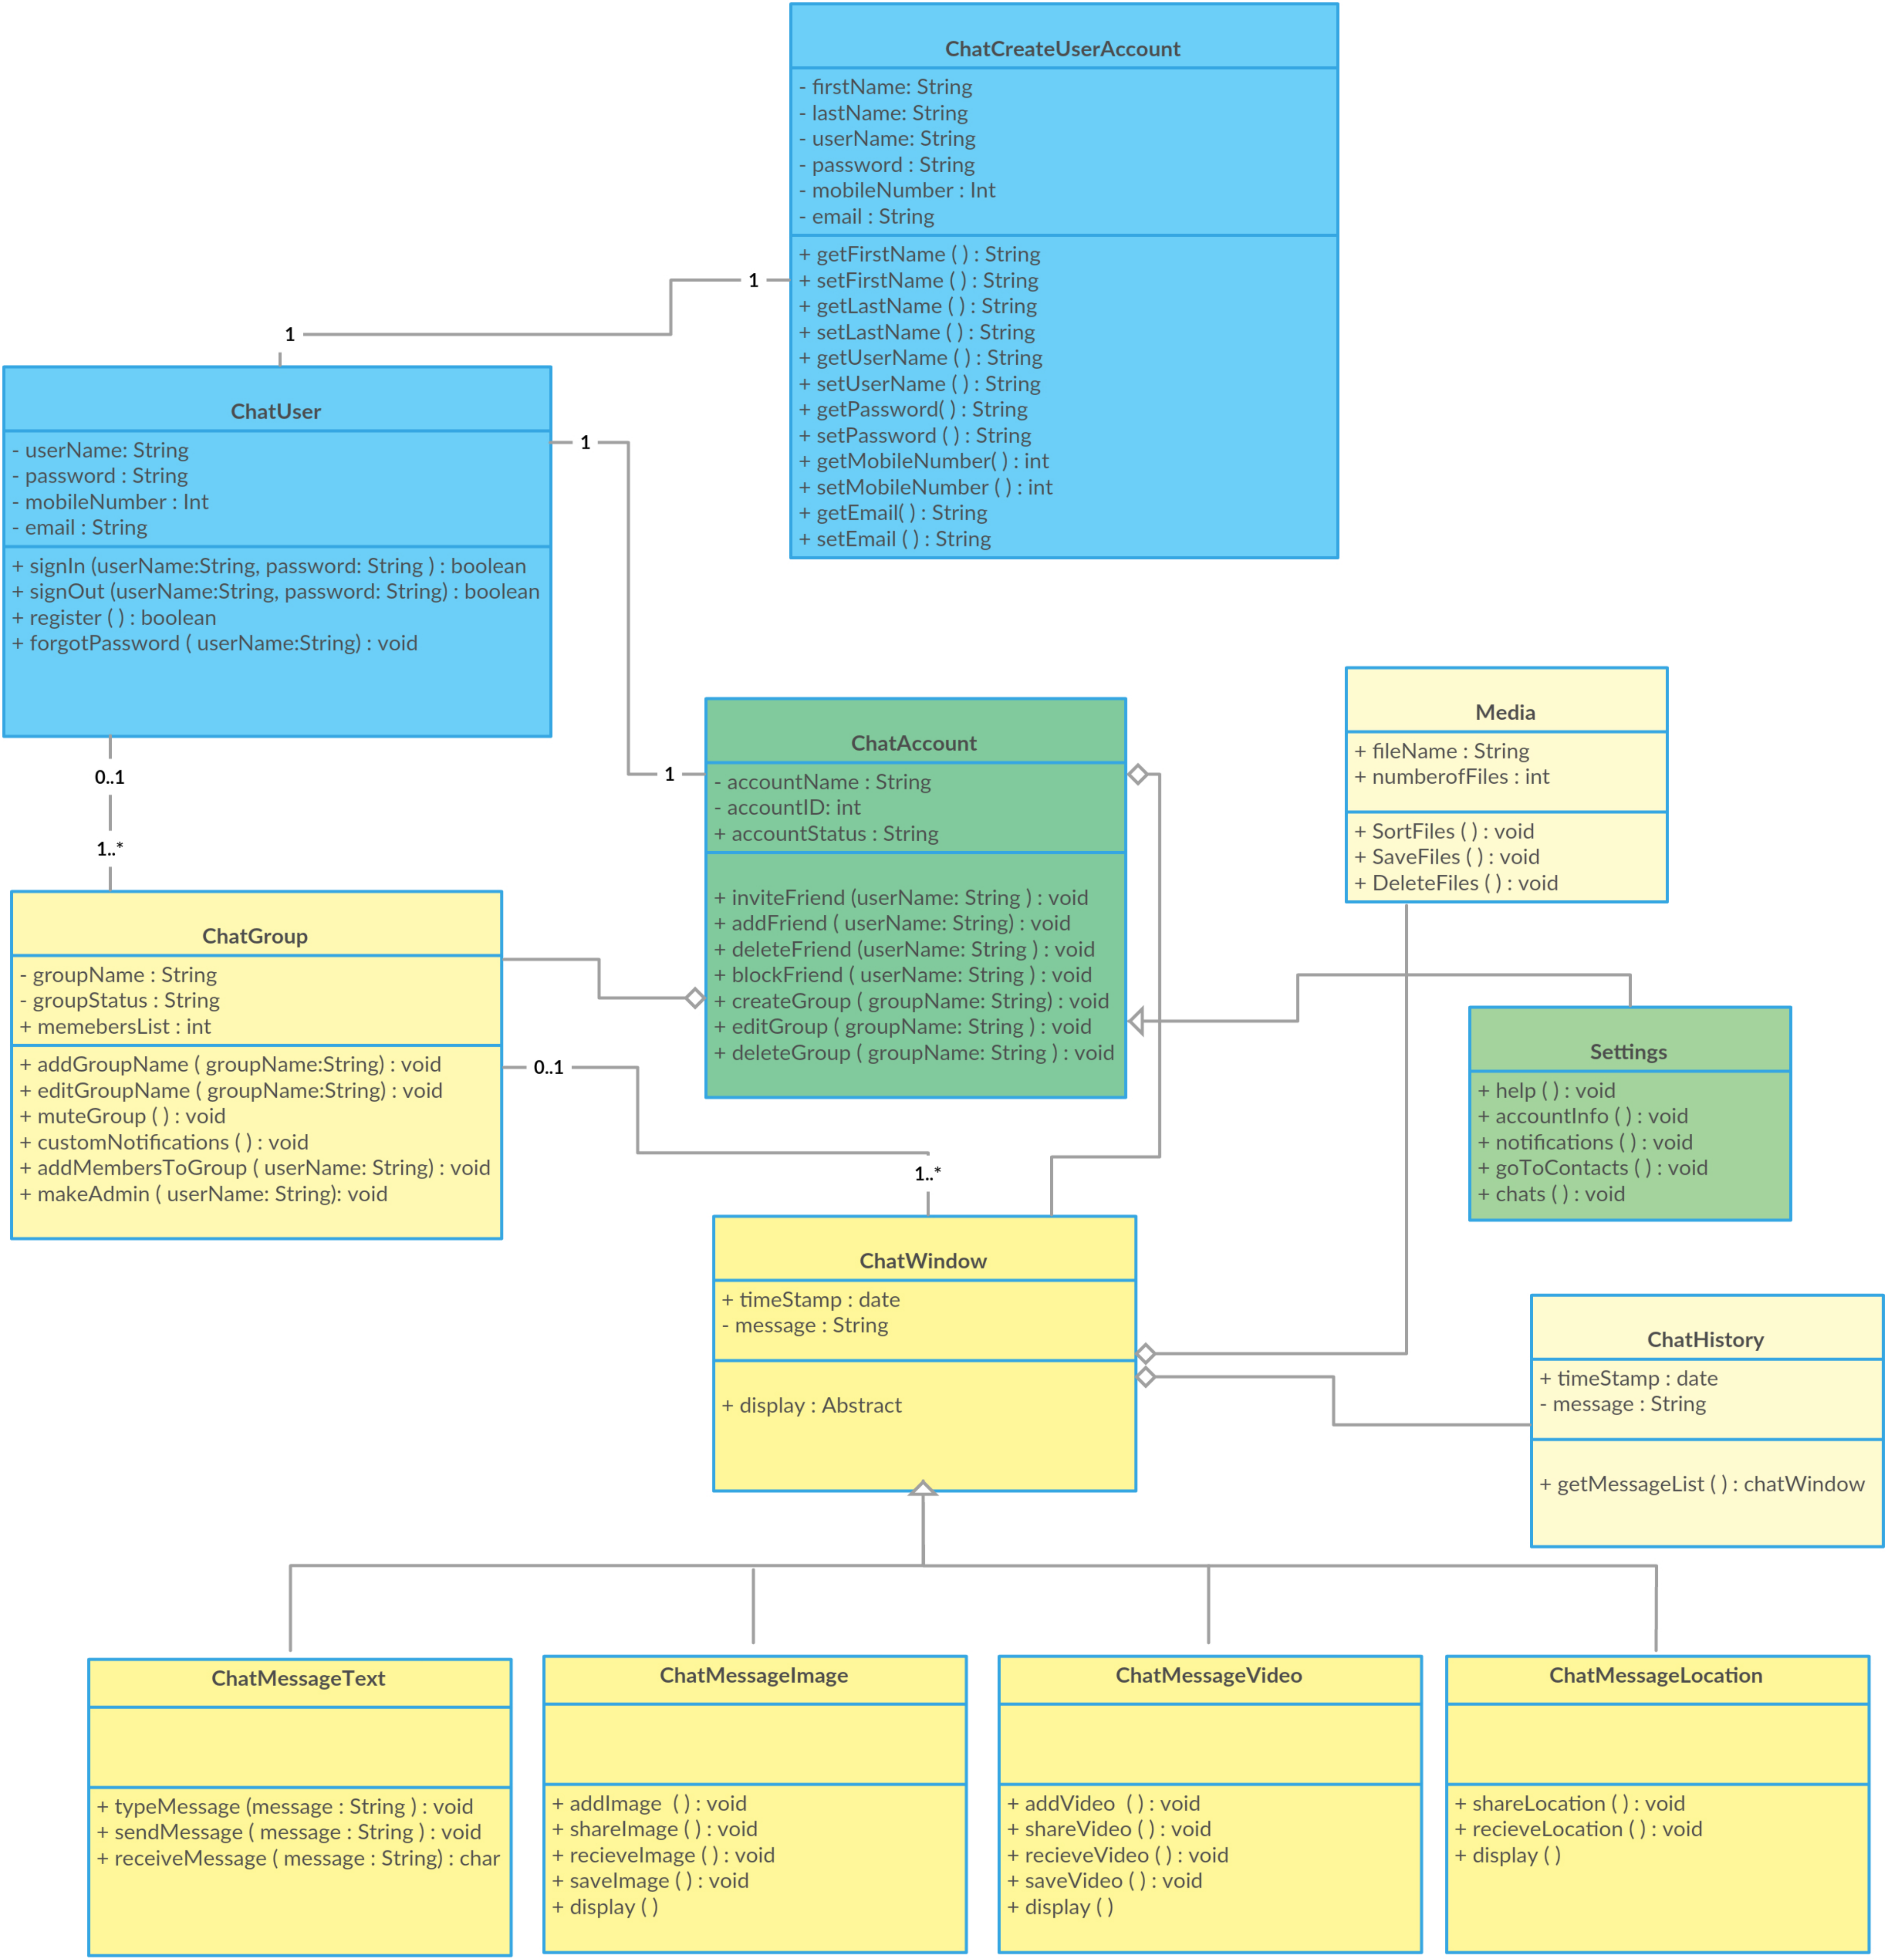 ChatCreateUserAccount
- firstName: String
- lastName: String
- userName: String
- password : String
- mobileNumber : Int
- email : String
+ getFirstName ( ) : String
+ setFirstName ( ) : String
+ getLastName ( ) : String
+ setLastName ( ) : String
+ getUserName ( ) : String
+ setUserName ( ) : String
+ getPassword( ) : String
+ setPassword ( ) : String
+ getMobileNumber( ) : int
+ setMobileNumber ( ) : int
+ getEmail( ) : String
+ setEmail ( ) : String
1
1
ChatUser
- userName: String
- password : String
- mobileNumber : Int
- email : String
+ signIn (userName:String, password: String ) : boolean
+ signOut (userName:String, password: String) : boolean
+ register ( ) : boolean
+ forgotPassword ( userName:String) : void
1
1
0..1
1..*
ChatAccount
- accountName : String
- accountID: int
+ accountStatus : String
+ inviteFriend (userName: String ) : void
+ addFriend ( userName: String) : void
+ deleteFriend (userName: String ) : void
+ blockFriend ( userName: String ) : void
+ createGroup ( groupName: String) : void
+ editGroup ( groupName: String ) : void
+ deleteGroup ( groupName: String ) : void
Media
+ fileName : String
+ numberofFiles : int
+ SortFiles ( ) : void
+ SaveFiles ( ) : void
+ DeleteFiles ( ) : void
ChatGroup
- groupName : String
- groupStatus : String
+ memebersList : int
+ addGroupName ( groupName:String) : void
+ editGroupName ( groupName:String) : void
+ muteGroup ( ) : void
+ customNotifications ( ) : void
+ addMembersToGroup ( userName: String) : void
+ makeAdmin ( userName: String): void
0..1
1..*
Settings
+ help ( ) : void
+ accountInfo ( ) : void
+ notifications ( ) : void
+ goToContacts ( ) : void
+ chats ( ) : void
ChatWindow
+ timeStamp : date
- message : String
+ display : Abstract
ChatHistory
+ timeStamp : date
- message : String
+ getMessageList ( ) : chatWindow
ChatMessageText
+ typeMessage (message : String ) : void
+ sendMessage ( message : String ) : void
+ receiveMessage ( message : String) : char
ChatMessageImage
+ addImage ( ) : void
+ shareImage ( ) : void
+ recieveImage ( ) : void
+ saveImage ( ) : void
+ display ( )
ChatMessageVideo
+ addVideo ( ) : void
+ shareVideo ( ) : void
+ recieveVideo ( ) : void
+ saveVideo ( ) : void
+ display ( )
ChatMessageLocation
+ shareLocation ( ) : void
+ recieveLocation ( ) : void
+ display ( )